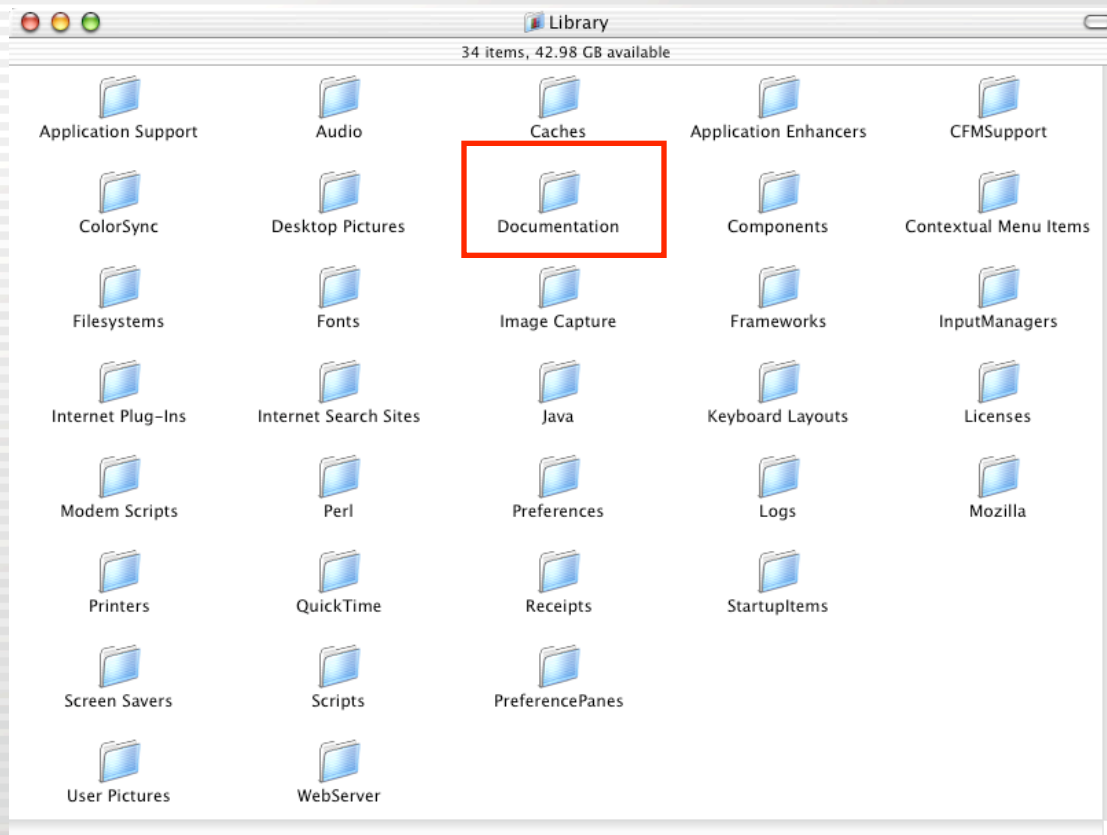 Library
34 items, 42.98 GB available
Application Support Audio Caches Application Enhancers CFMSupport
ColorSync Desktop Pictures Documentation Components Contextual Menu Items
Filesystems Fonts Image Capture Frameworks InputManagers
Internet Plug-Ins Internet Search Sites Java Keyboard Layouts Licenses
Modem Scripts Perl Preferences Logs Mozilla
Printers QuickTime Receipts StartupItems
Screen Savers Scripts PreferencePanes
User Pictures WebServer